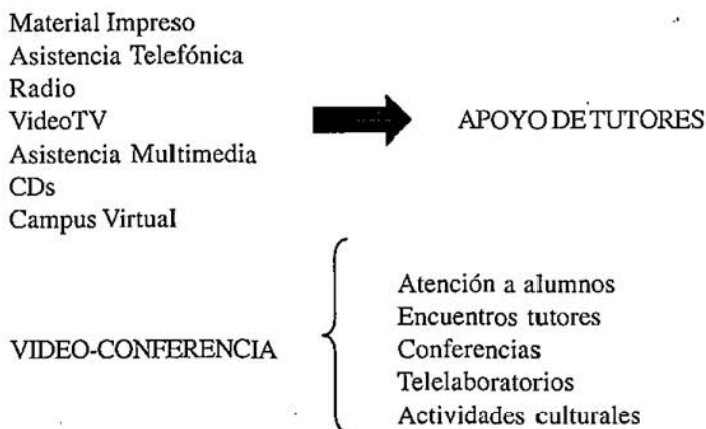 Material Impreso
Asistencia Telefónica
Radio
VideoTV
Asistencia Multimedia
CDs
Campus Virtual
APOYO DE TUTORES
VIDEO-CONFERENCIA
Atención a alumnos
Encuentros tutores
Conferencias
Telelaboratorios
Actividades culturales